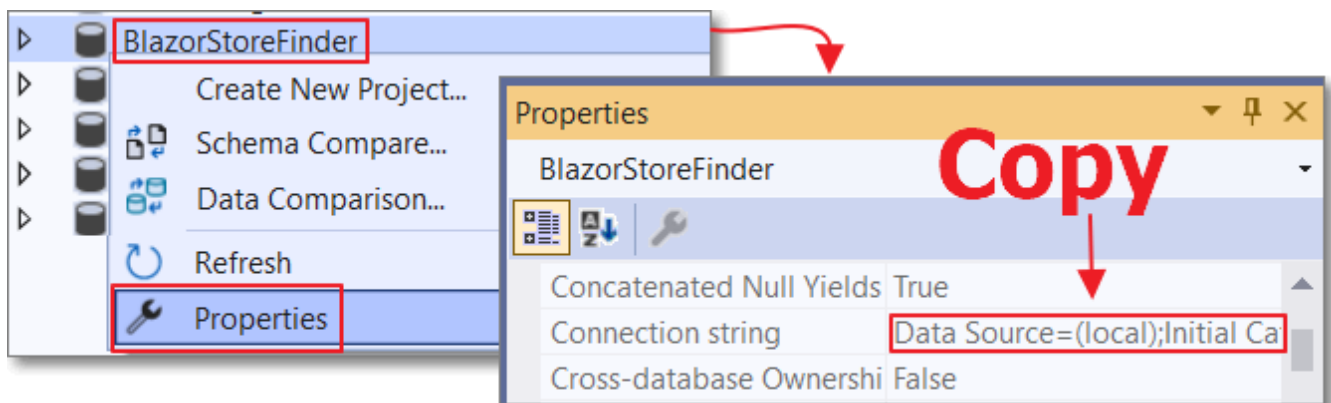 BlazorStoreFinder
Create New Project...
Schema Compare...
Data Comparison...
Refresh
Properties
Properties
BlazorStoreFinder
Copy
Concatenated Null Yields True
Connection string Data Source=(local);Initial Ca
Cross-database Ownershi False